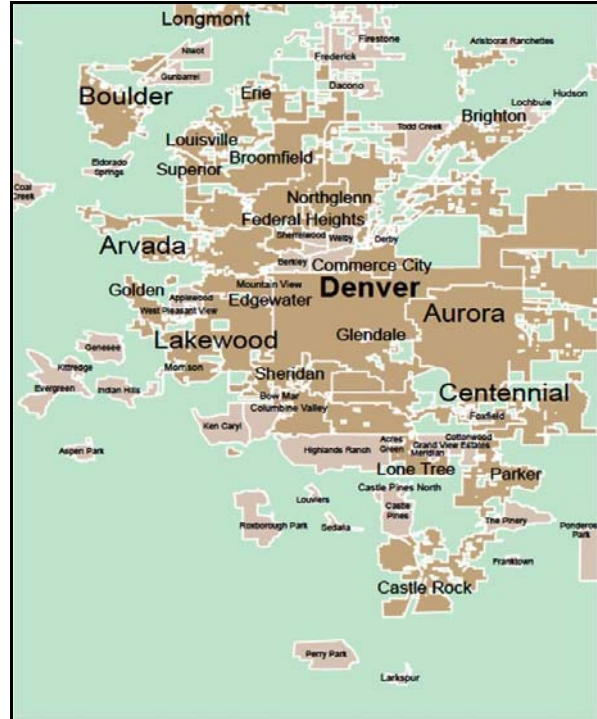 Longmont
Niwot
Firestone
Frederick
Aristocrat Ranchettes
Gunbarrel
Dacono
Hudson
Boulder
Erie
Lochbuie
Brighton
Louisville
Todd Creek
Eldorado
Springs
Superior
Broomfield
Coal
Creek
Northglenn
Federal Heights
Sherrelwood
Welby
Derby
Arvada
Berkley
Commerce City
Golden
Mountain View
Denver
Applewood
Edgewater
West Pleasant View
Aurora
Lakewood
Glendale
Genesee
Kittredge
Morrison
Sheridan
Evergreen
Indian Hills
Bow Mar
Centennial
Columbine Valley
Foxfield
Ken Caryl
Aspen Park
Highlands Ranch
Acres
Green
Cottonwood
Grand View Estates
Meridian
Lone Tree
Parker
Castle Pines North
Louviers
Castle
Pines
Roxborough Park
Sedalia
The Pinery
Ponderosa
Park
Franktown
Castle Rock
Perry Park
Larkspur